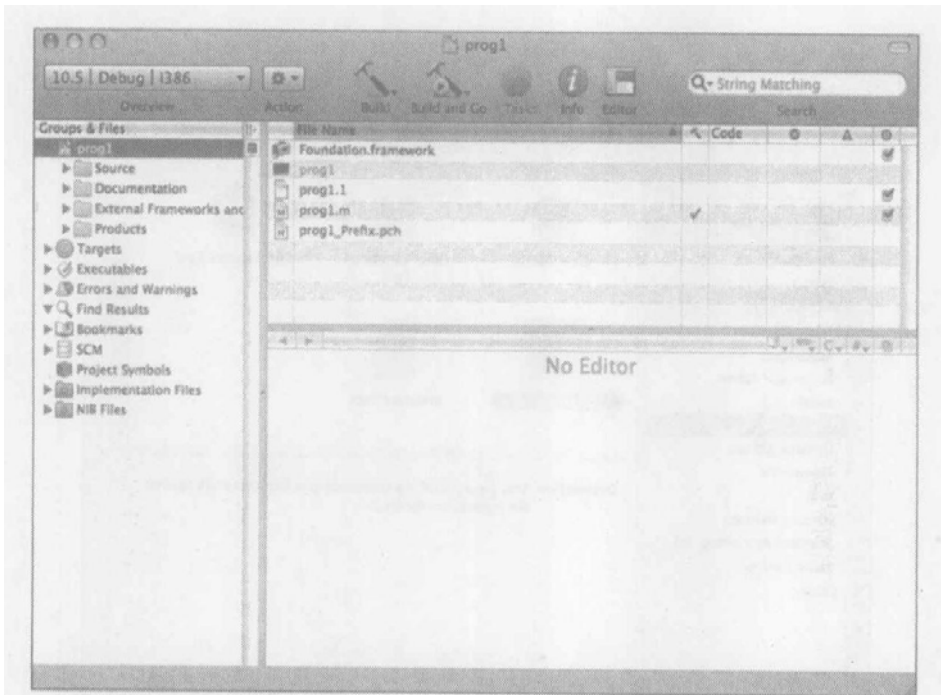 prog1
10.5 | Debug | i386
String Matching
Overview
Action
Build
Build and Go
Tasks
Info
Editor
Search
Groups & Files
prog1
Source
Documentation
External Frameworks and
Products
Targets
Executables
Errors and Warnings
Find Results
Bookmarks
SCM
Project Symbols
Implementation Files
NIB Files
File Name
Code
Foundation.framework
prog1
prog1.1
prog1.m
prog1_Prefix.pch
No Editor